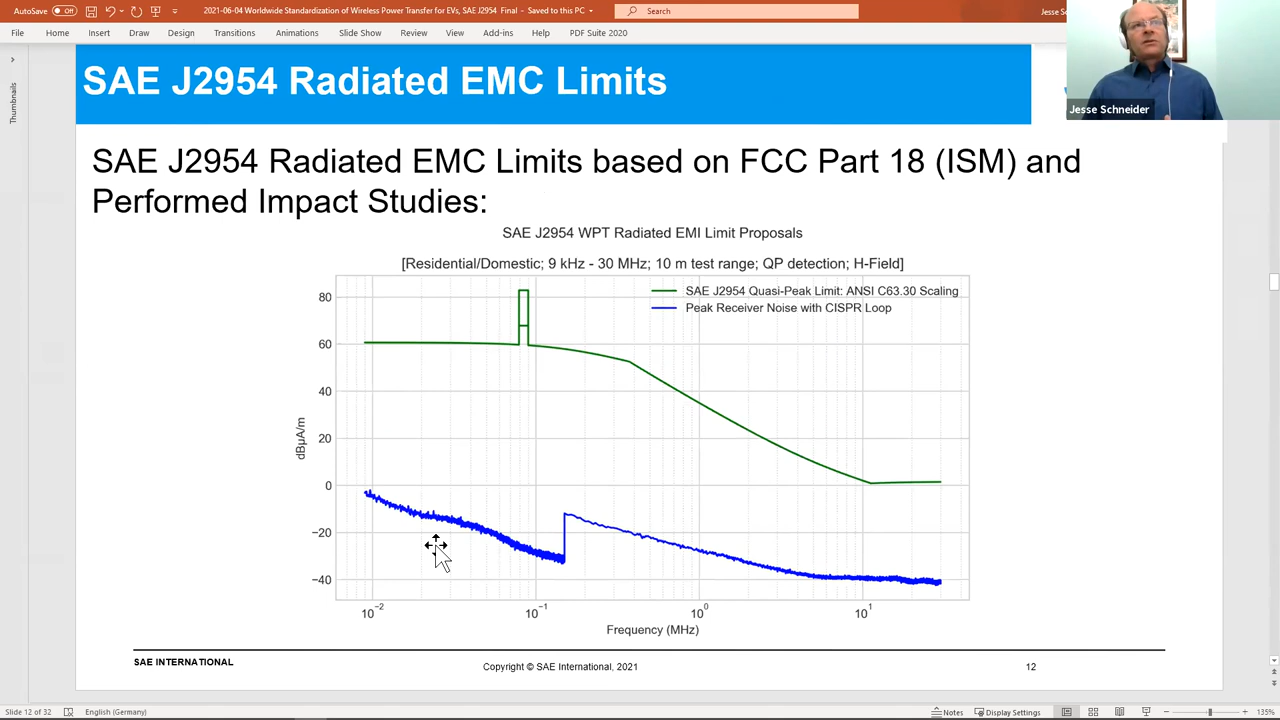 AutoSave Off
2021-06-04 Worldwide Standardization of Wireless Power Transfer for EVs, SAE J2954 Final - Saved to this PC
Search
Jesse
File Home Insert Draw Design Transitions Animations Slide Show Review View Add-ins Help PDF Suite 2020
Thumbnails
SAE J2954 Radiated EMC Limits
Jesse Schneider
SAE J2954 Radiated EMC Limits based on FCC Part 18 (ISM) and
Performed Impact Studies:
SAE J2954 WPT Radiated EMI Limit Proposals
[Residential/Domestic; 9 kHz - 30 MHz; 10 m test range; QP detection; H-Field]
SAE J2954 Quasi-Peak Limit: ANSI C63.30 Scaling
Peak Receiver Noise with CISPR Loop
80
60
40
20
0
−20
−40
dBµA/m
10⁻² 10⁻¹ 10⁰ 10¹
Frequency (MHz)
SAE INTERNATIONAL
Copyright © SAE International, 2021
12
Slide 12 of 32 English (Germany) Notes Display Settings 135%